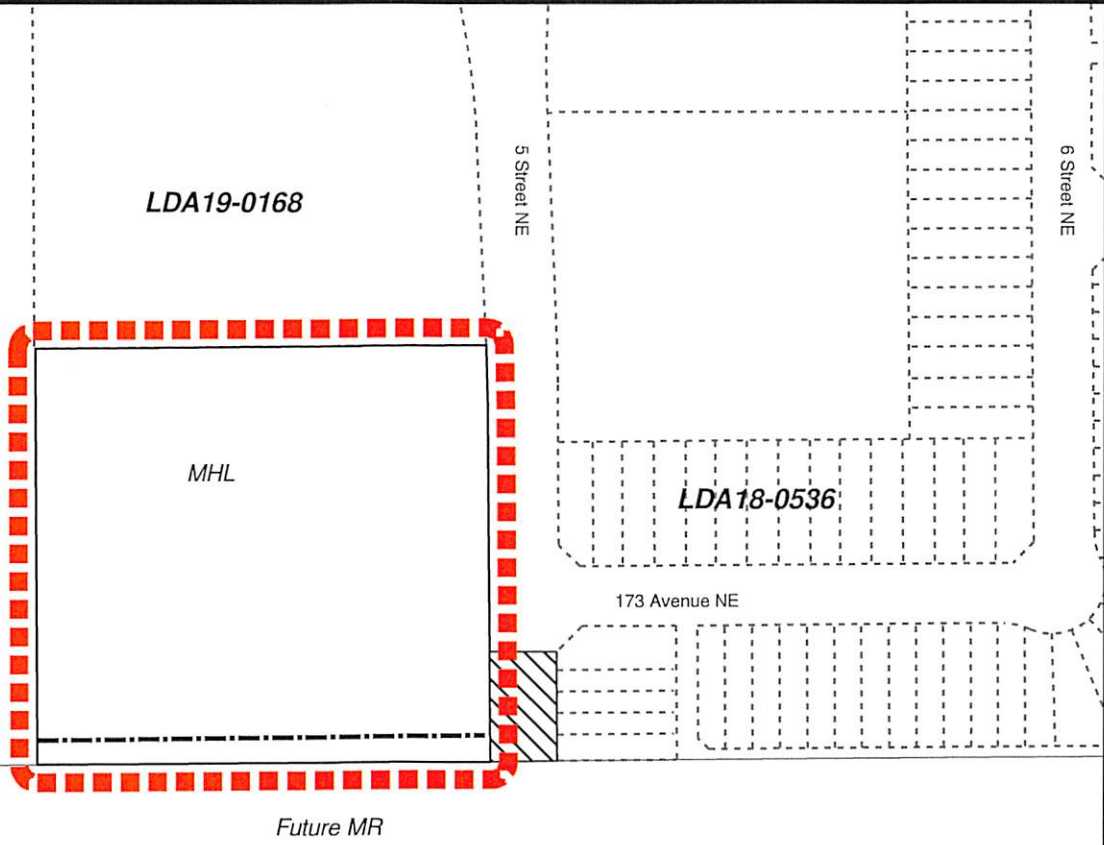 5 Street NE
6 Street NE
LDA19-0168
MHL
LDA18-0536
173 Avenue NE
Future MR